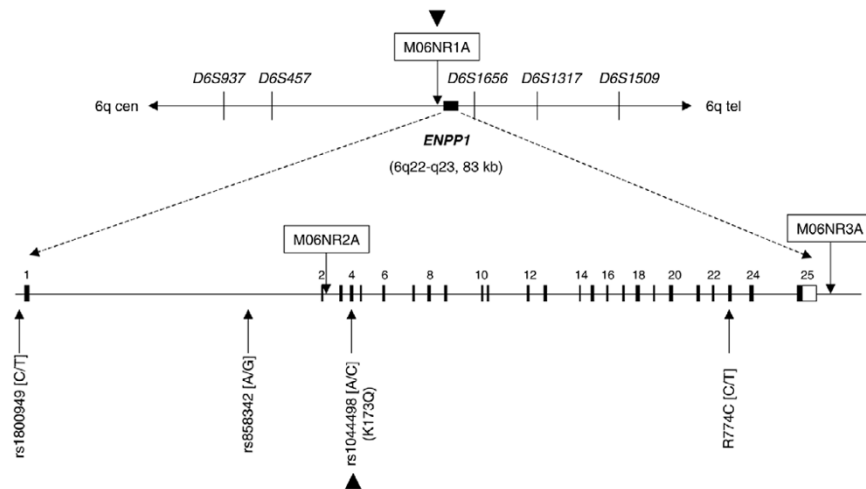 M06NR1A
D6S937 D6S457 D6S1656 D6S1317 D6S1509
6q cen 6q tel
ENPP1
(6q22-q23, 83 kb)
M06NR2A M06NR3A
1 2 4 6 8 10 12 14 16 18 20 22 24 25
rs1800949 [C/T]
rs858342 [A/G]
rs1044498 [A/C]
(K173Q)
R774C [C/T]